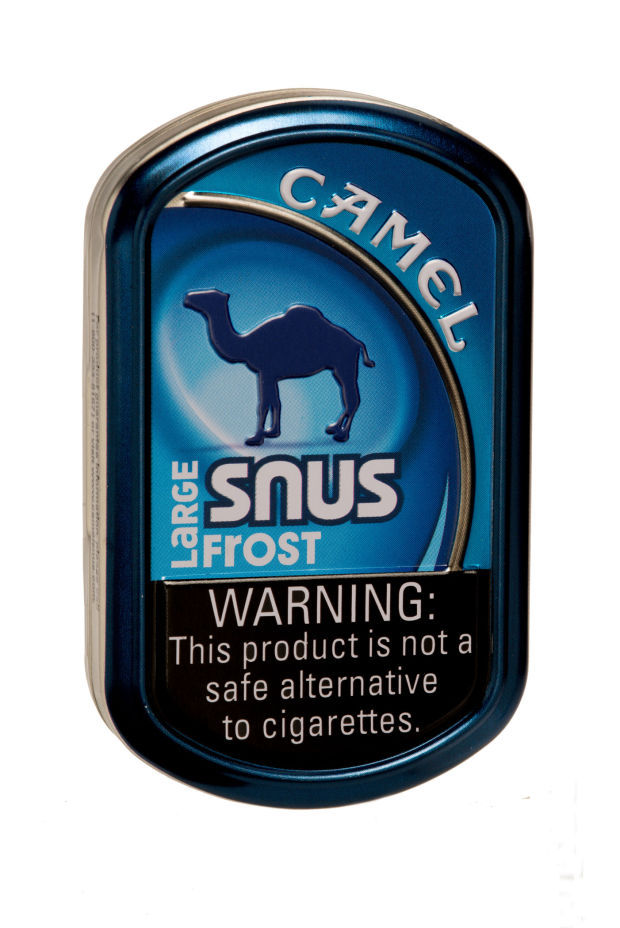 CAMEL
LARGE
SNUS
FROST
WARNING:
This product is not a
safe alternative
to cigarettes.